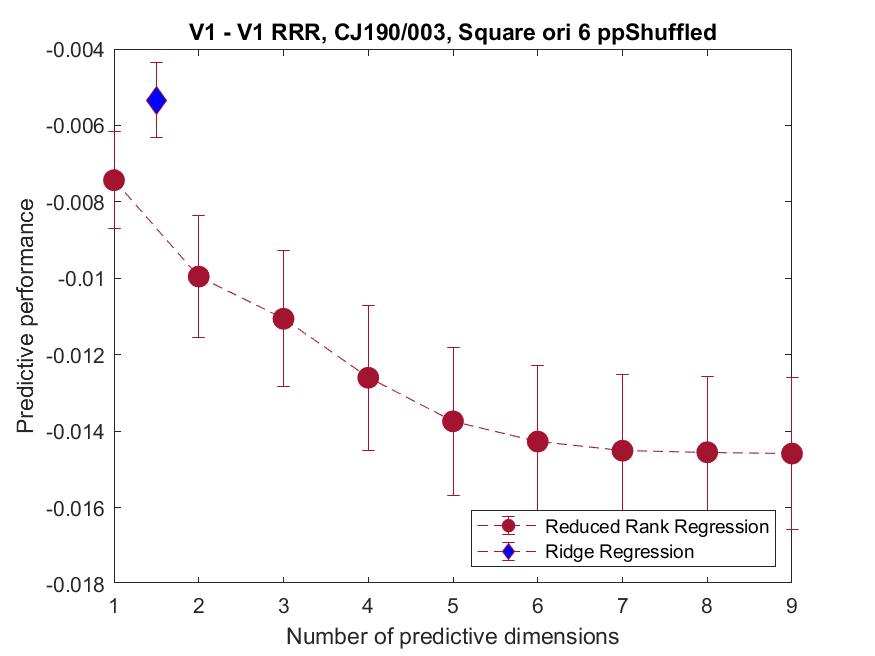 V1 - V1 RRR, CJ190/003, Square ori 6 ppShuffled
-0.004
-0.006
-0.008
-0.01
-0.012
-0.014
-0.016
-0.018
Predictive performance
Reduced Rank Regression
Ridge Regression
1 2 3 4 5 6 7 8 9
Number of predictive dimensions